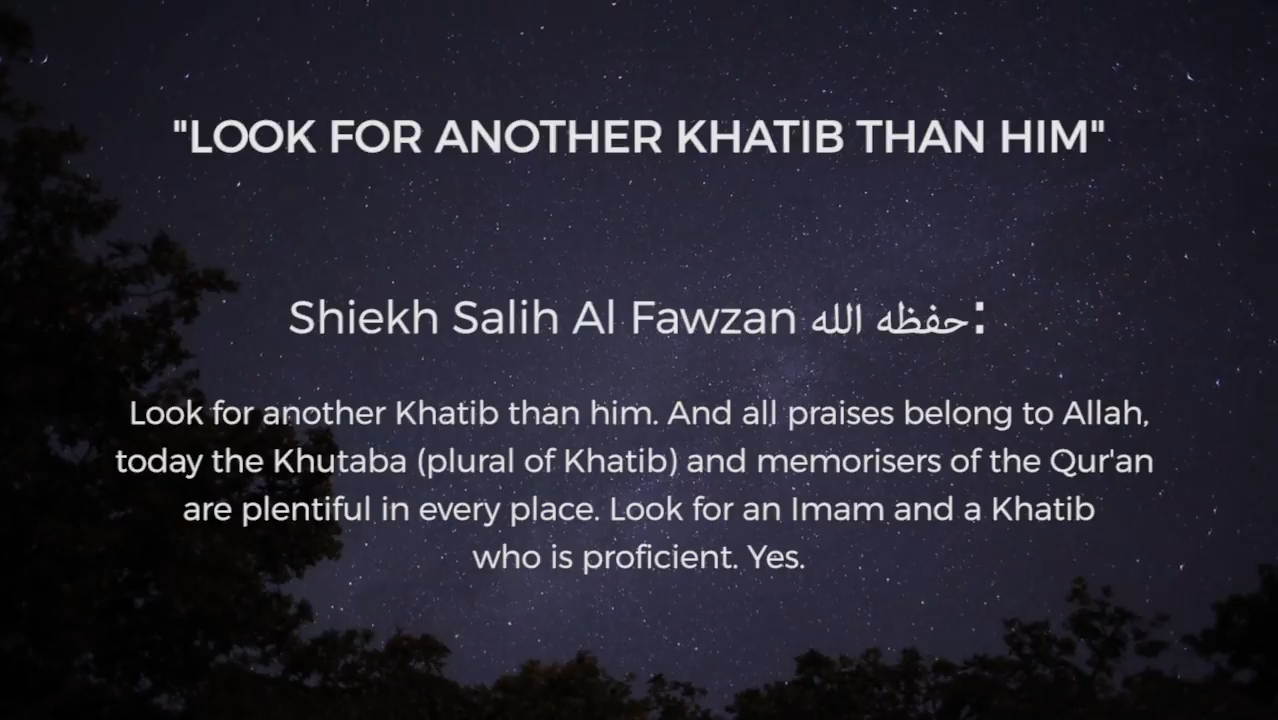 "LOOK FOR ANOTHER KHATIB THAN HIM"
Shiekh Salih Al Fawzan حفظه الله:
Look for another Khatib than him. And all praises belong to Allah,
today the Khutaba (plural of Khatib) and memorisers of the Qur'an
are plentiful in every place. Look for an Imam and a Khatib
who is proficient. Yes.